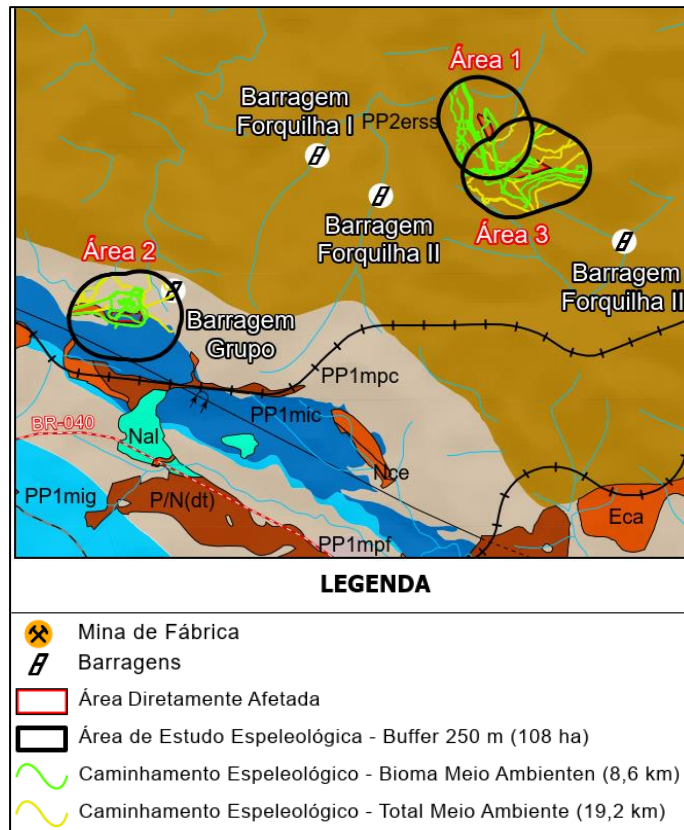 Área 1
Barragem
Forquilha I
PP2erss
Barragem
Forquilha II
Área 3
Área 2
Barragem
Forquilha II
Barragem
Grupo
PP1mpc
PP1mic
BR-040
Nal
Nce
PP1mig
P/N(dt)
Eca
PP1mpf
LEGENDA
Mina de Fábrica
Barragens
Área Diretamente Afetada
Área de Estudo Espeleológica - Buffer 250 m (108 ha)
Caminhamento Espeleológico - Bioma Meio Ambienten (8,6 km)
Caminhamento Espeleológico - Total Meio Ambiente (19,2 km)